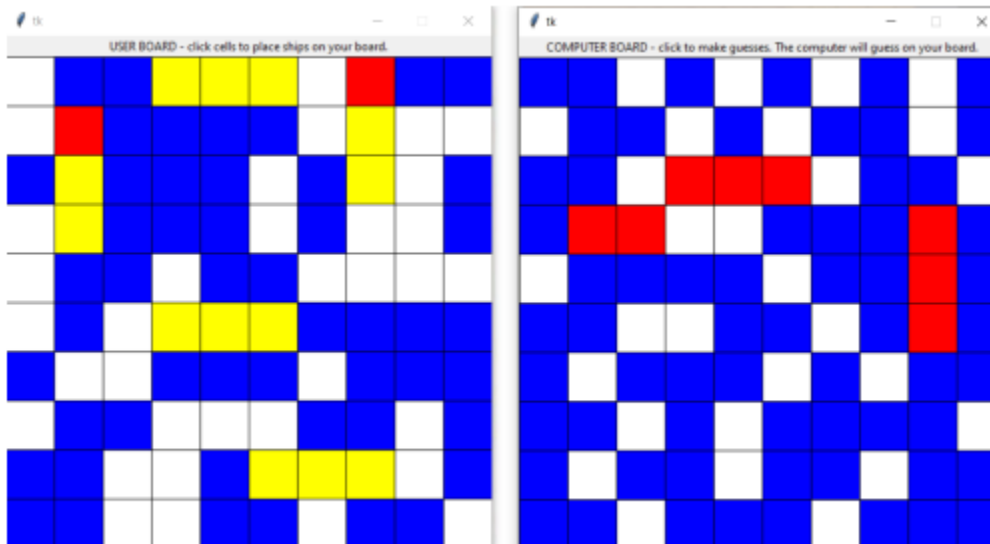 tk
USER BOARD - click cells to place ships on your board.
tk
COMPUTER BOARD - click to make guesses. The computer will guess on your board.